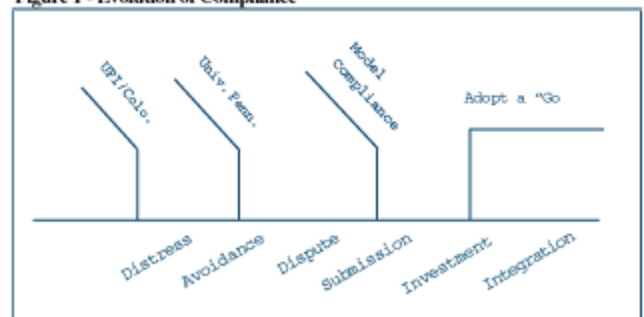 Figure 1 - Evolution of Compliance
UPI/Colo.
Univ. Penn.
Model
Compliance
Adopt a "Go
Distress
Avoidance
Dispute
Submission
Investment
Integration